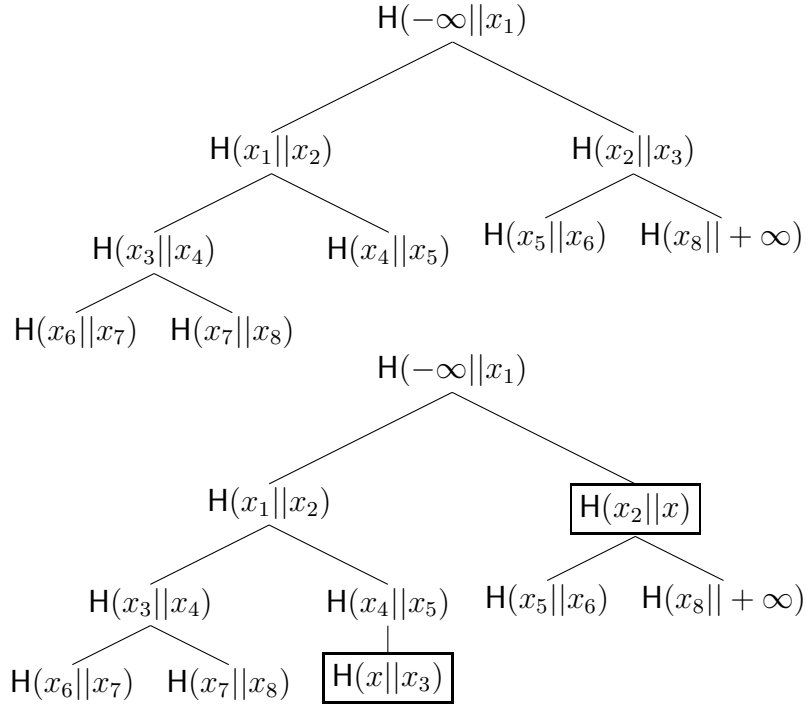 H(−∞||x₁)
H(x₁||x₂) H(x₂||x₃)
H(x₃||x₄) H(x₄||x₅) H(x₅||x₆) H(x₈|| + ∞)
H(x₆||x₇) H(x₇||x₈)
H(−∞||x₁)
H(x₁||x₂) H(x₂||x)
H(x₃||x₄) H(x₄||x₅) H(x₅||x₆) H(x₈|| + ∞)
H(x₆||x₇) H(x₇||x₈) H(x||x₃)